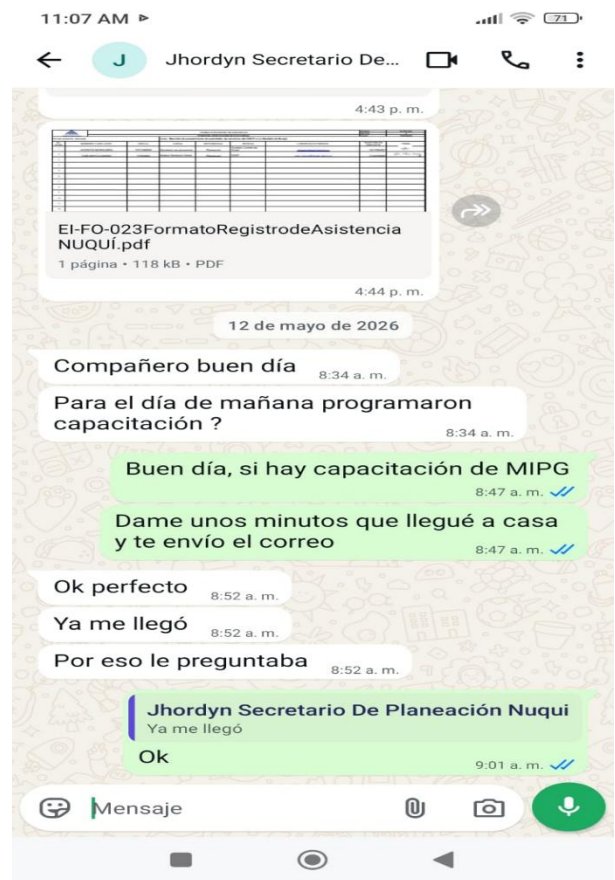 11:07 AM
71
J
Jhordyn Secretario De...
4:43 p. m.
EI-FO-023FormatoRegistrodeAsistencia
NUQUÍ.pdf
1 página • 118 kB • PDF
4:44 p. m.
12 de mayo de 2026
Compañero buen día
8:34 a. m.
Para el día de mañana programaron
capacitación ?
8:34 a. m.
Buen día, si hay capacitación de MIPG
8:47 a. m.
Dame unos minutos que llegué a casa
y te envío el correo
8:47 a. m.
Ok perfecto
8:52 a. m.
Ya me llegó
8:52 a. m.
Por eso le preguntaba
8:52 a. m.
Jhordyn Secretario De Planeación Nuqui
Ya me llegó
Ok
9:01 a. m.
Mensaje